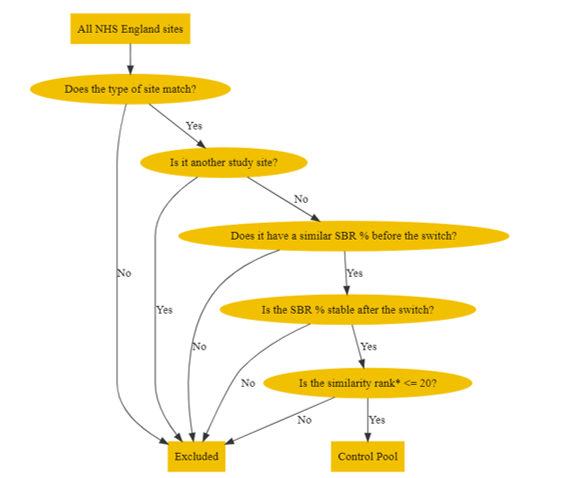 All NHS England sites
Does the type of site match?
Yes
Is it another study site?
No
Does it have a similar SBR % before the switch?
No
Yes
Yes
Is the SBR % stable after the switch?
No
Yes
No
Is the similarity rank* <= 20?
No
Yes
Excluded
Control Pool